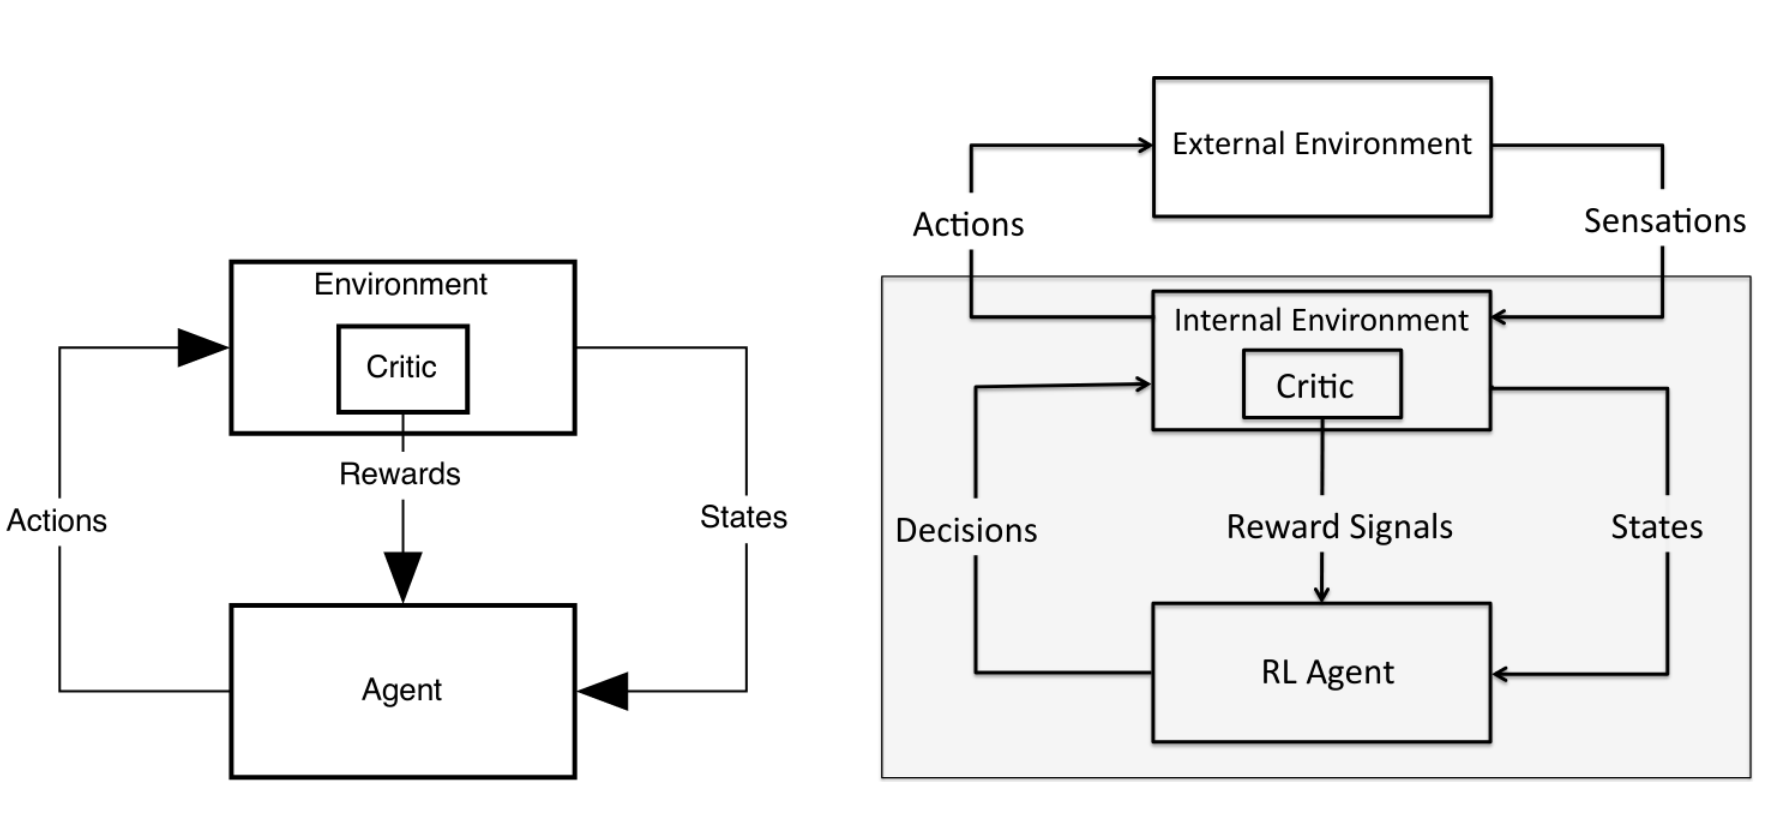 Environment
Critic
Rewards
Actions
States
Agent
External Environment
Actions
Sensations
Internal Environment
Critic
Decisions
Reward Signals
States
RL Agent